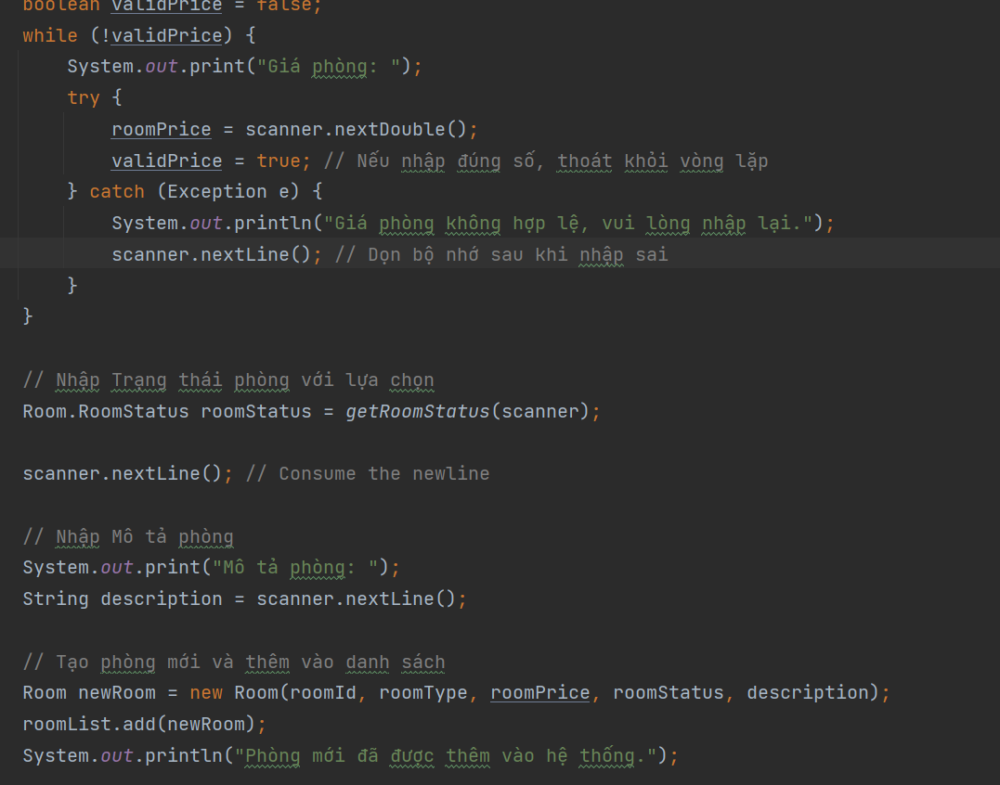 boolean validPrice = false;
while (!validPrice) {
System.out.print("Giá phòng: ");
try {
roomPrice = scanner.nextDouble();
validPrice = true; // Nếu nhập đúng số, thoát khỏi vòng lặp
} catch (Exception e) {
System.out.println("Giá phòng không hợp lệ, vui lòng nhập lại.");
scanner.nextLine(); // Dọn bộ nhớ sau khi nhập sai
}
}
// Nhập Trạng thái phòng với lựa chọn
Room.RoomStatus roomStatus = getRoomStatus(scanner);
scanner.nextLine(); // Consume the newline
// Nhập Mô tả phòng
System.out.print("Mô tả phòng: ");
String description = scanner.nextLine();
// Tạo phòng mới và thêm vào danh sách
Room newRoom = new Room(roomId, roomType, roomPrice, roomStatus, description);
roomList.add(newRoom);
System.out.println("Phòng mới đã được thêm vào hệ thống.");